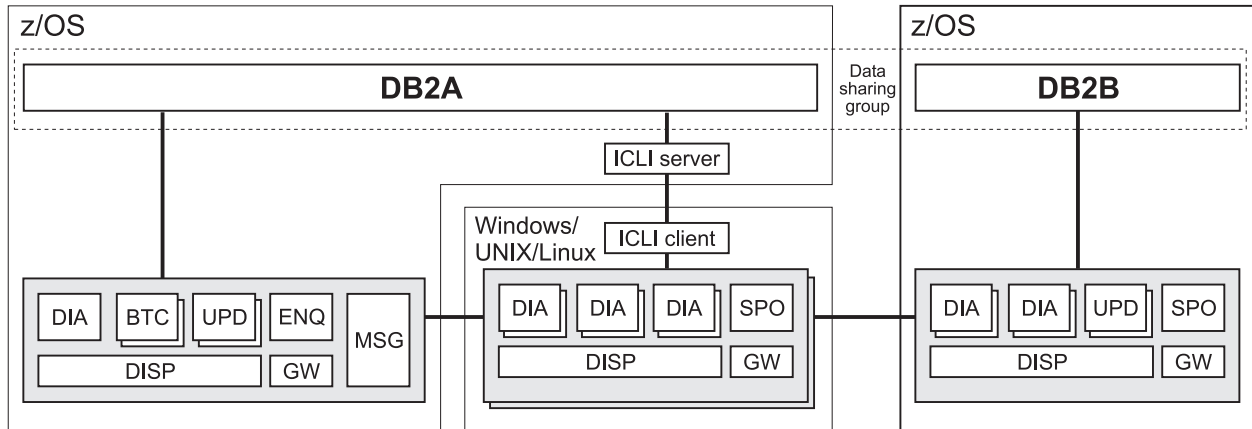 z/OS
z/OS
DB2A
Data
sharing
group
DB2B
ICLI server
Windows/
UNIX/Linux
ICLI client
DIA
BTC
UPD
ENQ
MSG
DISP
GW
DIA
DIA
DIA
SPO
DISP
GW
DIA
DIA
UPD
SPO
DISP
GW